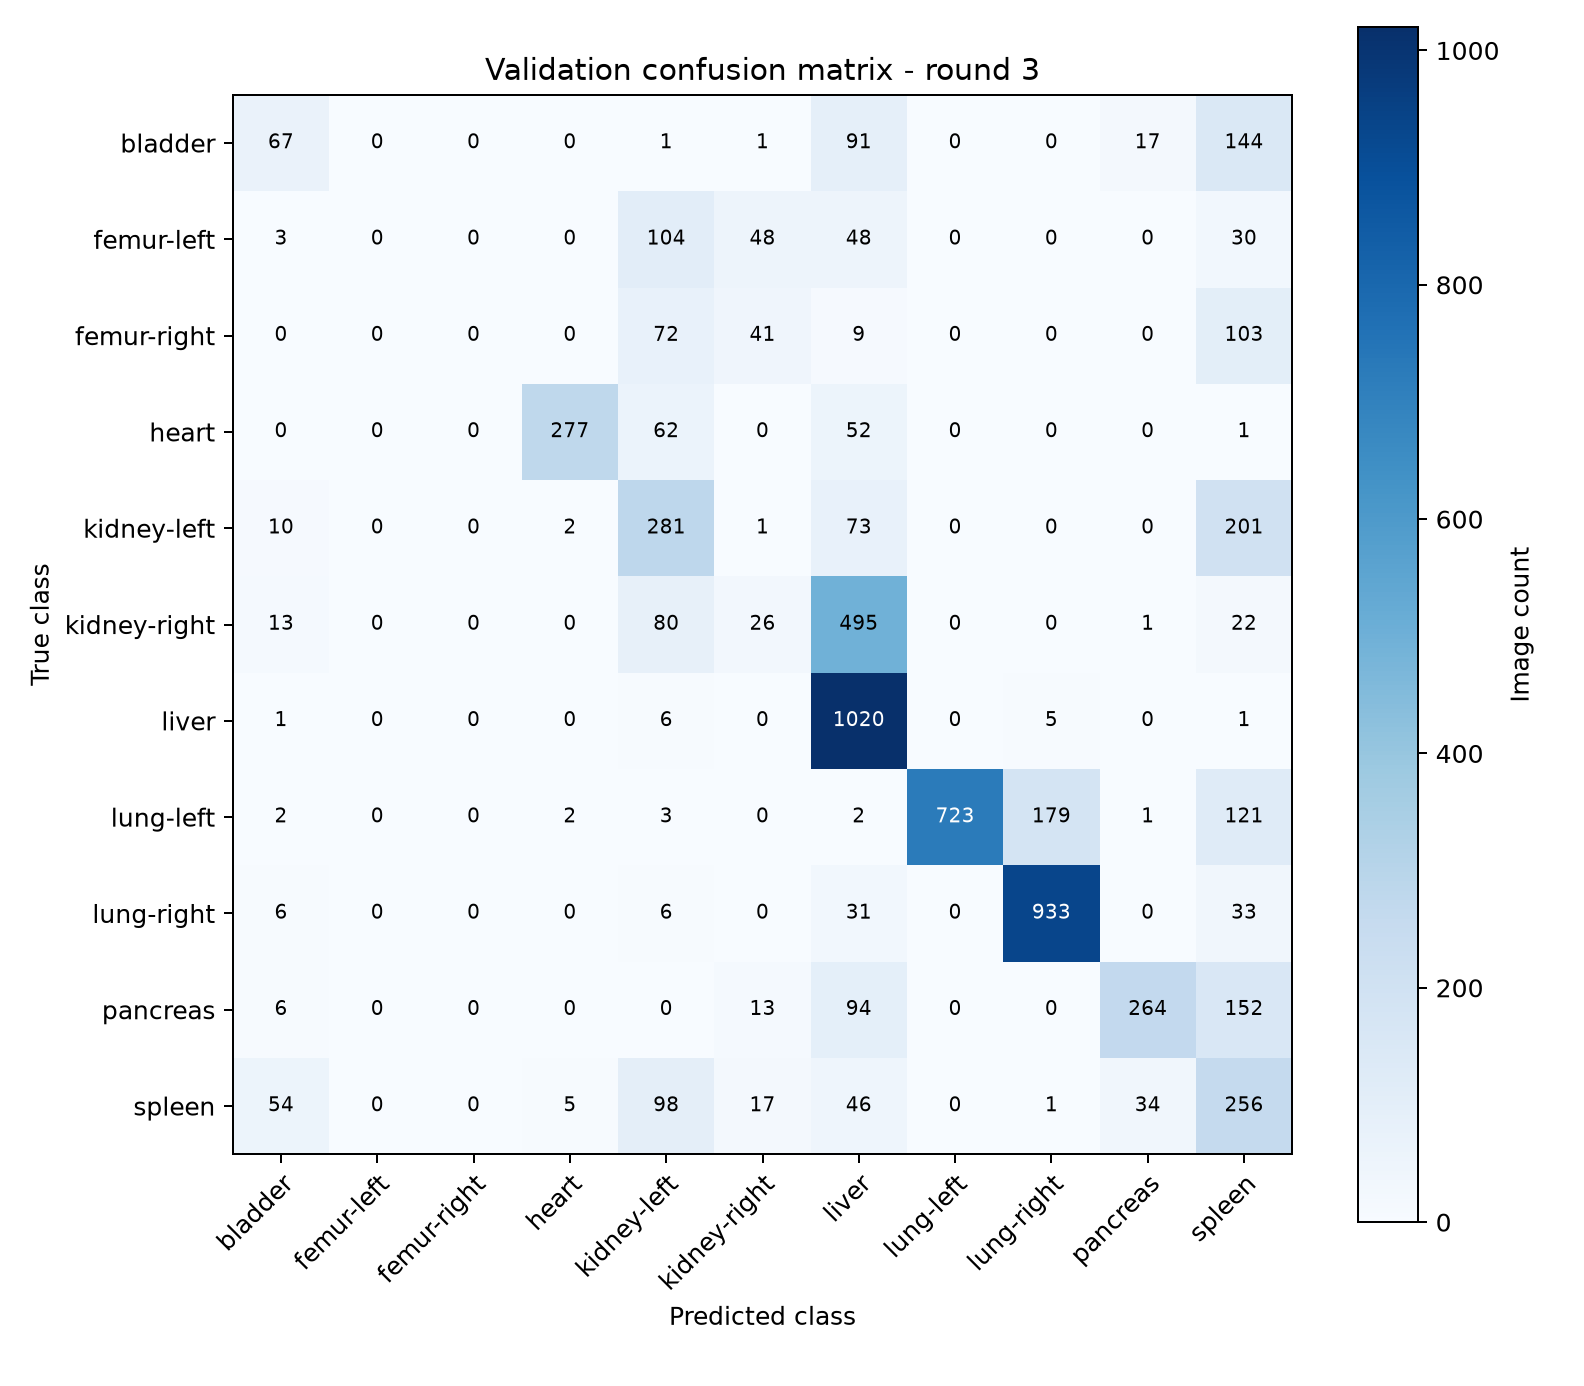 Validation confusion matrix - round 3
True class
bladder 67 0 0 0 1 1 91 0 0 17 144
femur-left 3 0 0 0 104 48 48 0 0 0 30
femur-right 0 0 0 0 72 41 9 0 0 0 103
heart 0 0 0 277 62 0 52 0 0 0 1
kidney-left 10 0 0 2 281 1 73 0 0 0 201
kidney-right 13 0 0 0 80 26 495 0 0 1 22
liver 1 0 0 0 6 0 1020 0 5 0 1
lung-left 2 0 0 2 3 0 2 723 179 1 121
lung-right 6 0 0 0 6 0 31 0 933 0 33
pancreas 6 0 0 0 0 13 94 0 0 264 152
spleen 54 0 0 5 98 17 46 0 1 34 256
bladder femur-left femur-right heart kidney-left kidney-right liver lung-left lung-right pancreas spleen
Predicted class
1000
800
600
400
200
0
Image count